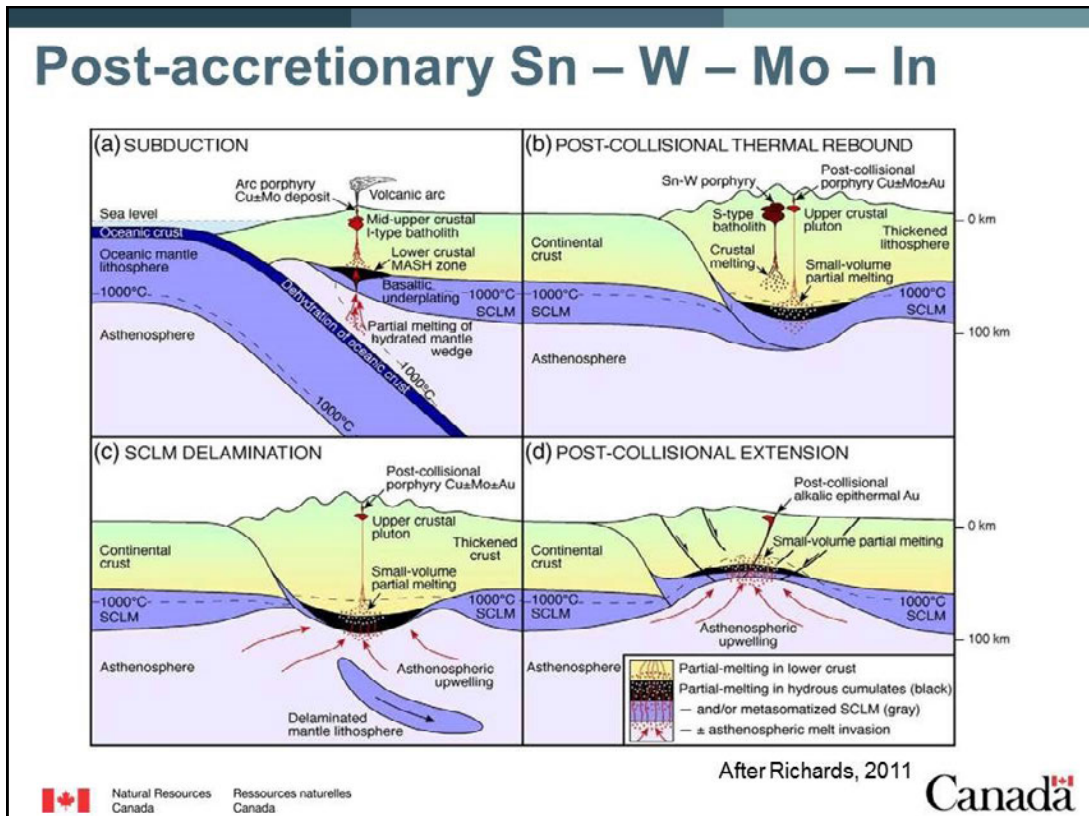 Post-accretionary Sn – W – Mo – In
(a) SUBDUCTION
Arc porphyry
Cu±Mo deposit
Volcanic arc
Sea level
Oceanic crust
Mid-upper crustal
I-type batholith
Oceanic mantle
lithosphere
Lower crustal
MASH zone
1000°C
Basaltic
underplating
1000°C
Dehydration of oceanic crust
Partial melting of
hydrated mantle
wedge
Asthenosphere
1000°C
1000°C
(b) POST-COLLISIONAL THERMAL REBOUND
Post-collisional
porphyry Cu±Mo±Au
Sn-W porphyry
0 km
S-type
batholith
Upper crustal
pluton
Thickened
lithosphere
Continental
crust
Crustal
melting
Small-volume
partial melting
1000°C
SCLM
1000°C
SCLM
100 km
Asthenosphere
(c) SCLM DELAMINATION
Post-collisional
porphyry Cu±Mo±Au
Upper crustal
pluton
Continental
crust
Thickened
crust
Small-volume
partial melting
1000°C
SCLM
1000°C
SCLM
Asthenosphere
Asthenospheric
upwelling
Delaminated
mantle lithosphere
(d) POST-COLLISIONAL EXTENSION
Post-collisional
alkalic epithermal Au
0 km
Continental
crust
Small-volume partial melting
1000°C
SCLM
1000°C
SCLM
Asthenospheric
upwelling
100 km
Asthenosphere
Partial-melting in lower crust
Partial-melting in hydrous cumulates (black)
— and/or metasomatized SCLM (gray)
— ± asthenospheric melt invasion
After Richards, 2011
Natural Resources
Canada
Ressources naturelles
Canada
Canada